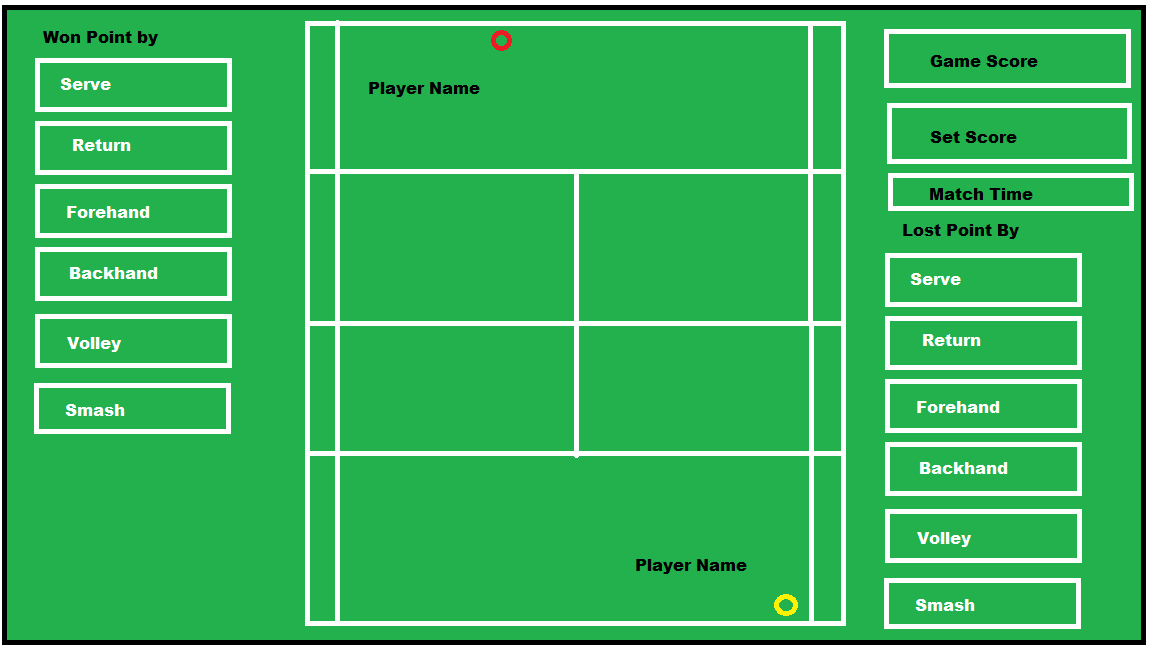 Won Point by
Serve
Return
Forehand
Backhand
Volley
Smash
Player Name
Player Name
Game Score
Set Score
Match Time
Lost Point By
Serve
Return
Forehand
Backhand
Volley
Smash